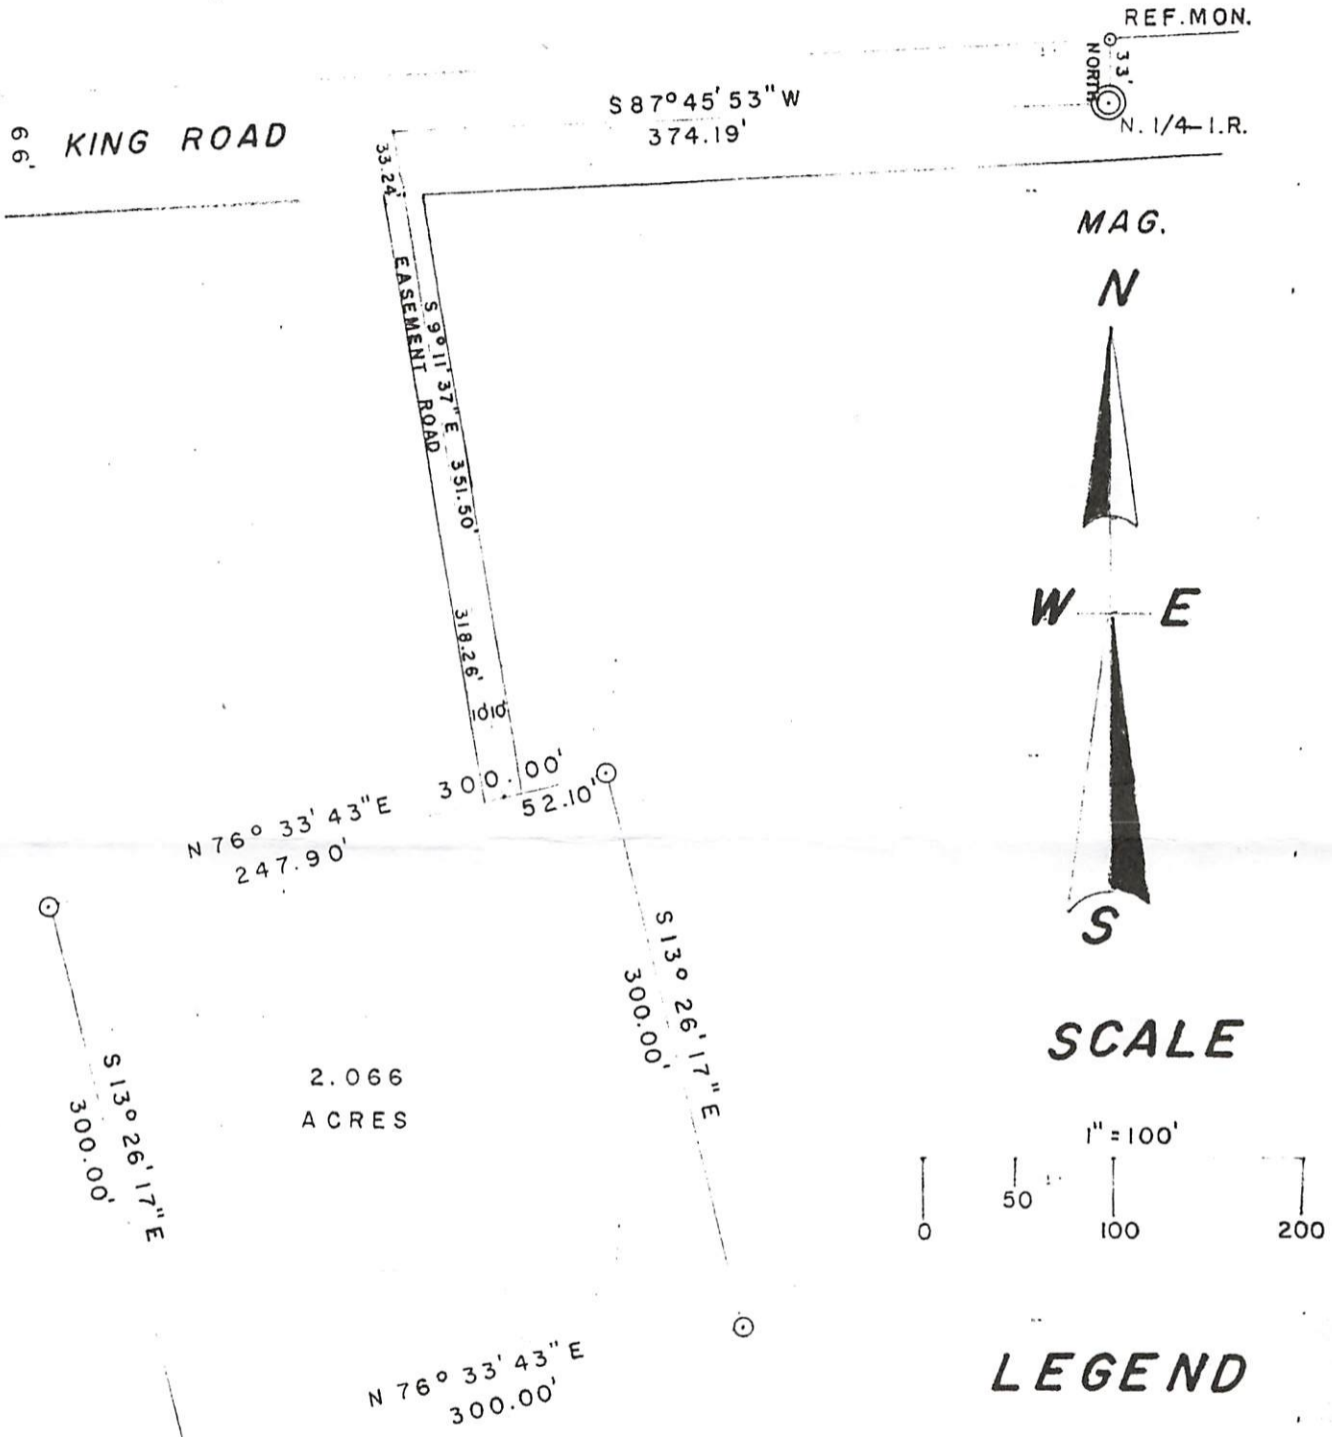 REF. MON.
NORTH
33'
N. 1/4-I.R.
S 87° 45' 53" W
374.19'
66'
KING ROAD
33.24'
MAG.
N
EASEMENT ROAD
S 9° 11' 37" E 351.50'
318.26'
10' 10'
W E
S
300.00'
52.10'
N 76° 33' 43" E
247.90'
S 13° 26' 17" E
300.00'
S 13° 26' 17" E
300.00'
2.066
ACRES
SCALE
1" = 100'
0 50 100 200
N 76° 33' 43" E
300.00'
LEGEND